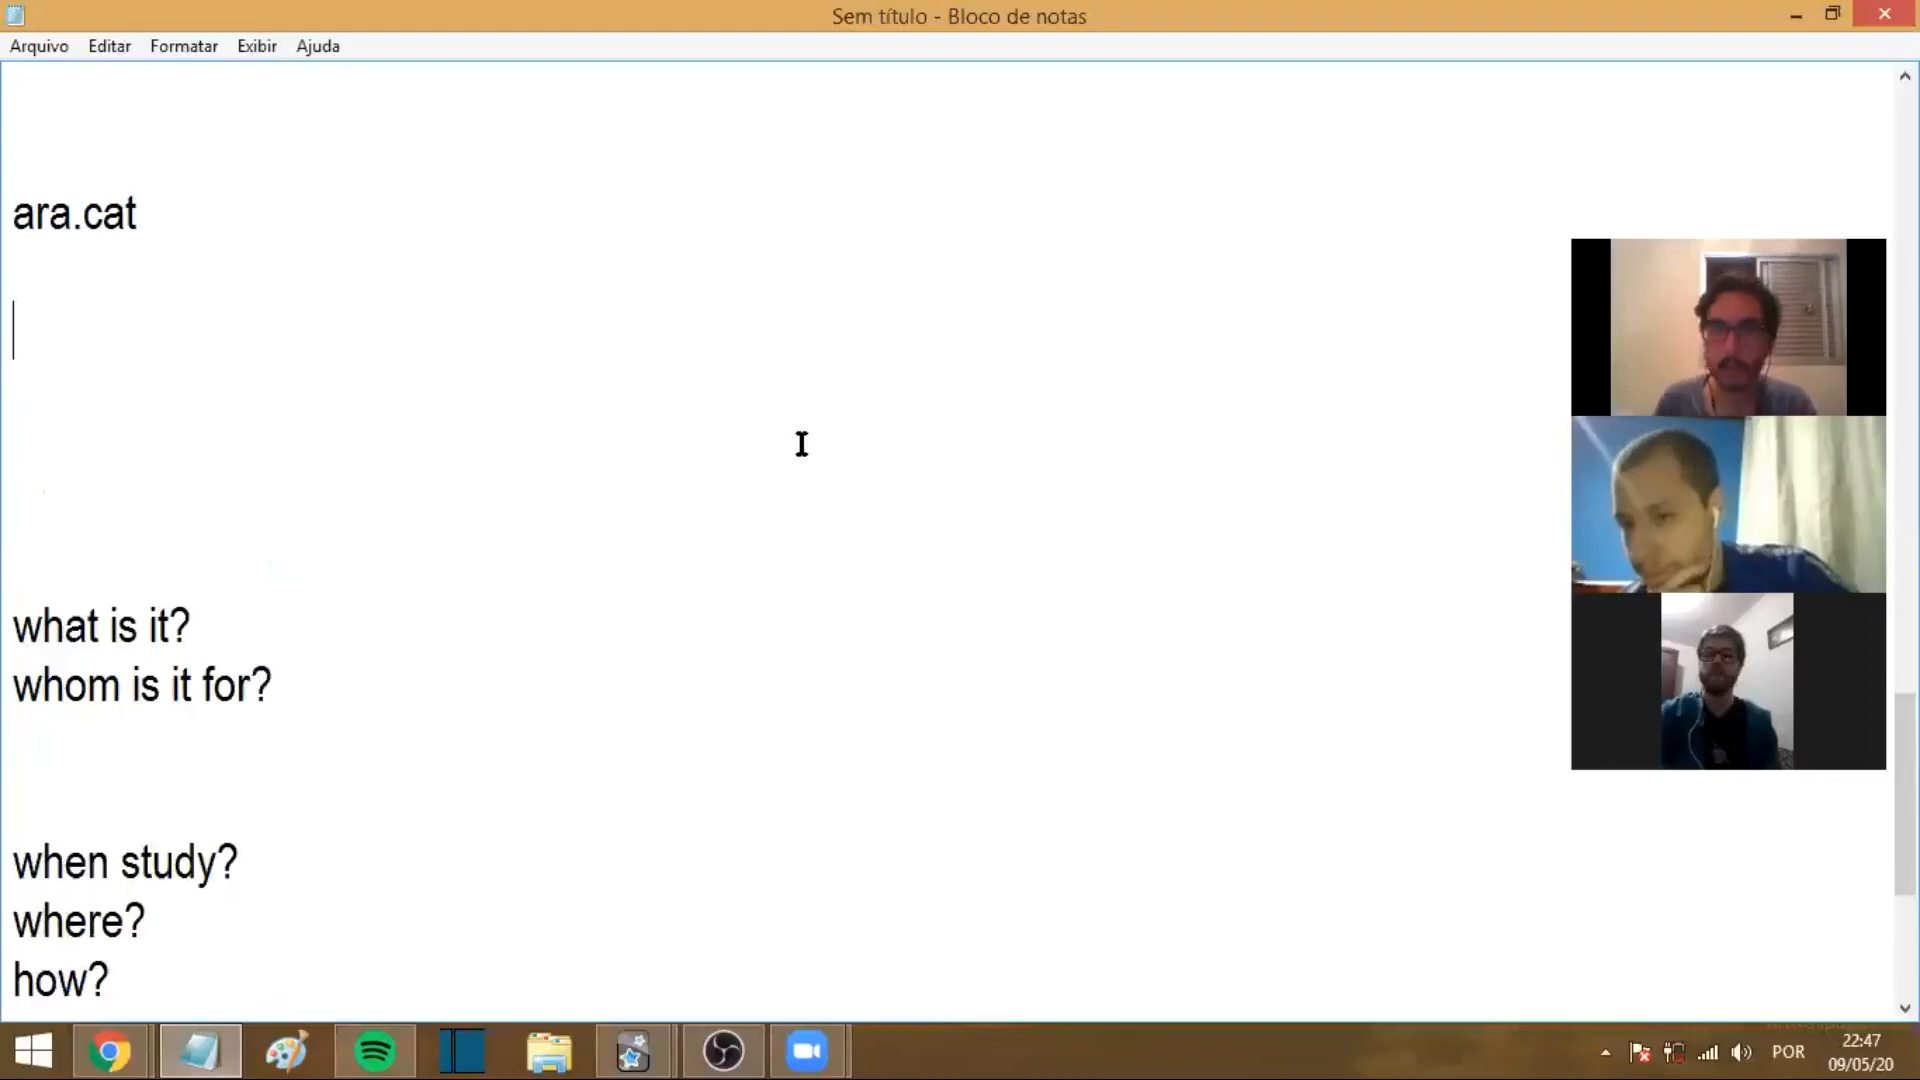 Sem título - Bloco de notas
Arquivo Editar Formatar Exibir Ajuda
ara.cat
what is it?
whom is it for?
when study?
where?
how?
POR
22:47
09/05/20